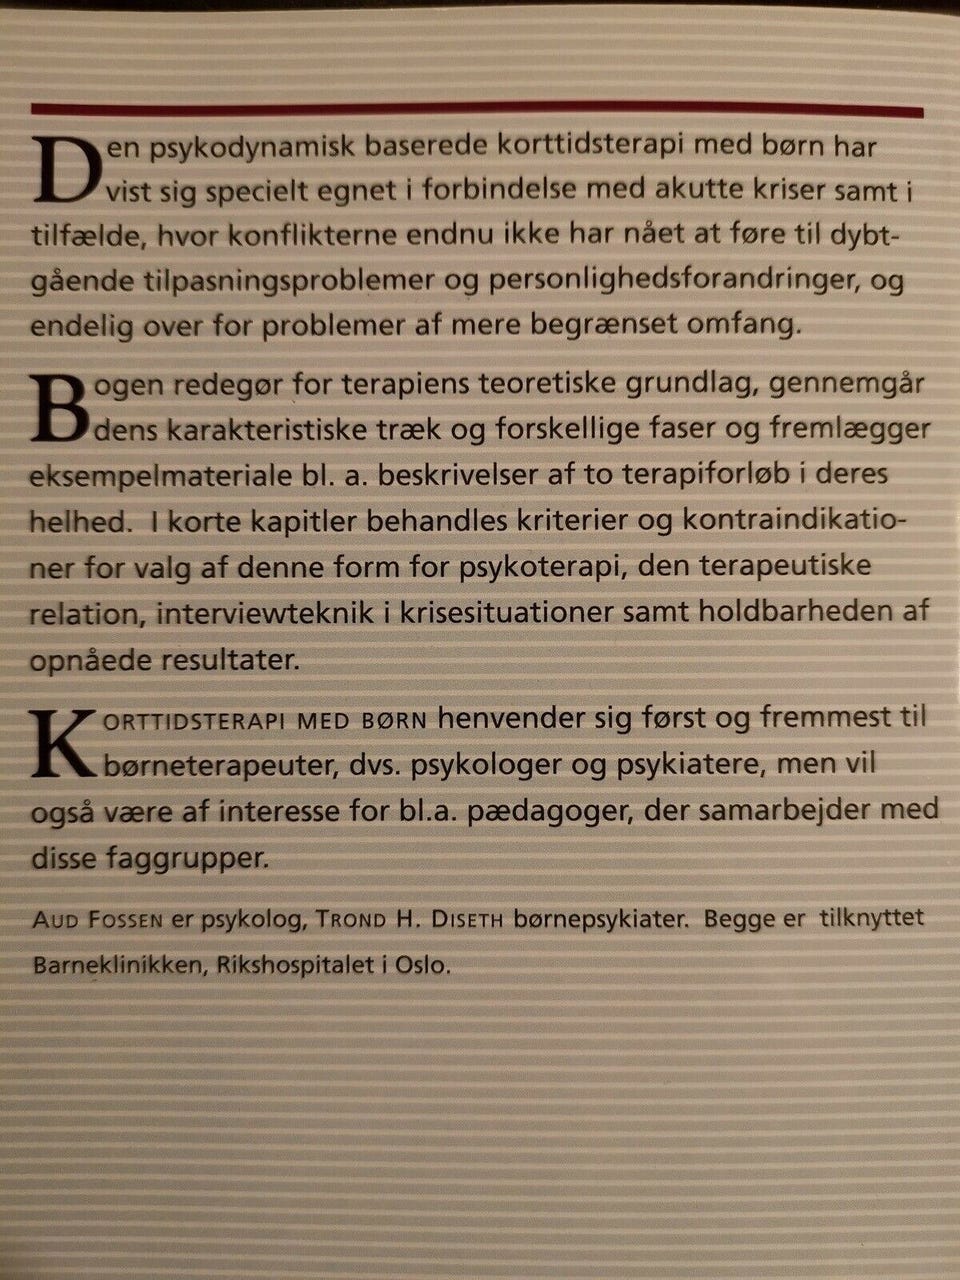 Den psykodynamisk baserede korttidsterapi med børn har
vist sig specielt egnet i forbindelse med akutte kriser samt i
tilfælde, hvor konflikterne endnu ikke har nået at føre til dybt-
gående tilpasningsproblemer og personlighedsforandringer, og
endelig over for problemer af mere begrænset omfang.
Bogen redegør for terapiens teoretiske grundlag, gennemgår
dens karakteristiske træk og forskellige faser og fremlægger
eksempelmateriale bl. a. beskrivelser af to terapiforløb i deres
helhed. I korte kapitler behandles kriterier og kontraindikatio-
ner for valg af denne form for psykoterapi, den terapeutiske
relation, interviewteknik i krisesituationer samt holdbarheden af
opnåede resultater.
KORTTIDSTERAPI MED BØRN henvender sig først og fremmest til
børneterapeuter, dvs. psykologer og psykiatere, men vil
også være af interesse for bl.a. pædagoger, der samarbejder med
disse faggrupper.
AUD FOSSEN er psykolog, TROND H. DISETH børnepsykiater. Begge er tilknyttet
Barneklinikken, Rikshospitalet i Oslo.